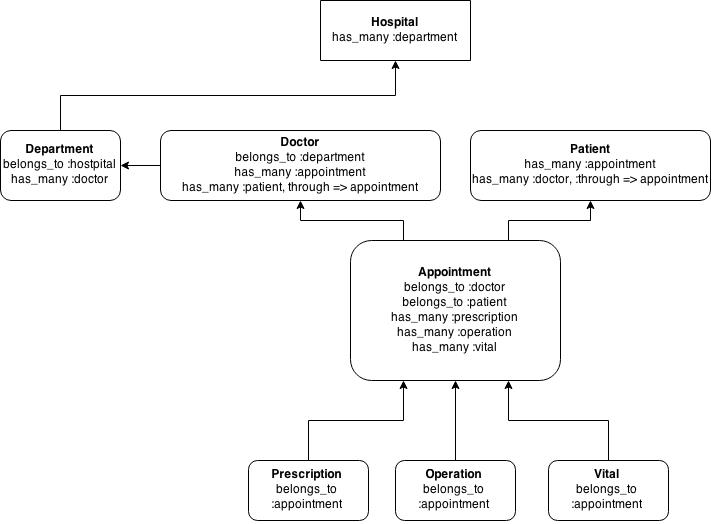 Hospital
has_many :department
Department
belongs_to :hostpital
has_many :doctor
Doctor
belongs_to :department
has_many :appointment
has_many :patient, through => appointment
Patient
has_many :appointment
has_many :doctor, :through => appointment
Appointment
belongs_to :doctor
belongs_to :patient
has_many :prescription
has_many :operation
has_many :vital
Prescription
belongs_to
:appointment
Operation
belongs_to
:appointment
Vital
belongs_to
:appointment